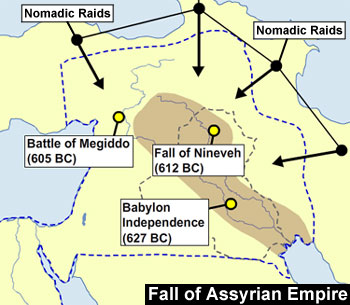 Nomadic Raids
Nomadic Raids
Battle of Megiddo
(605 BC)
Fall of Nineveh
(612 BC)
Babylon
Independence
(627 BC)
Fall of Assyrian Empire